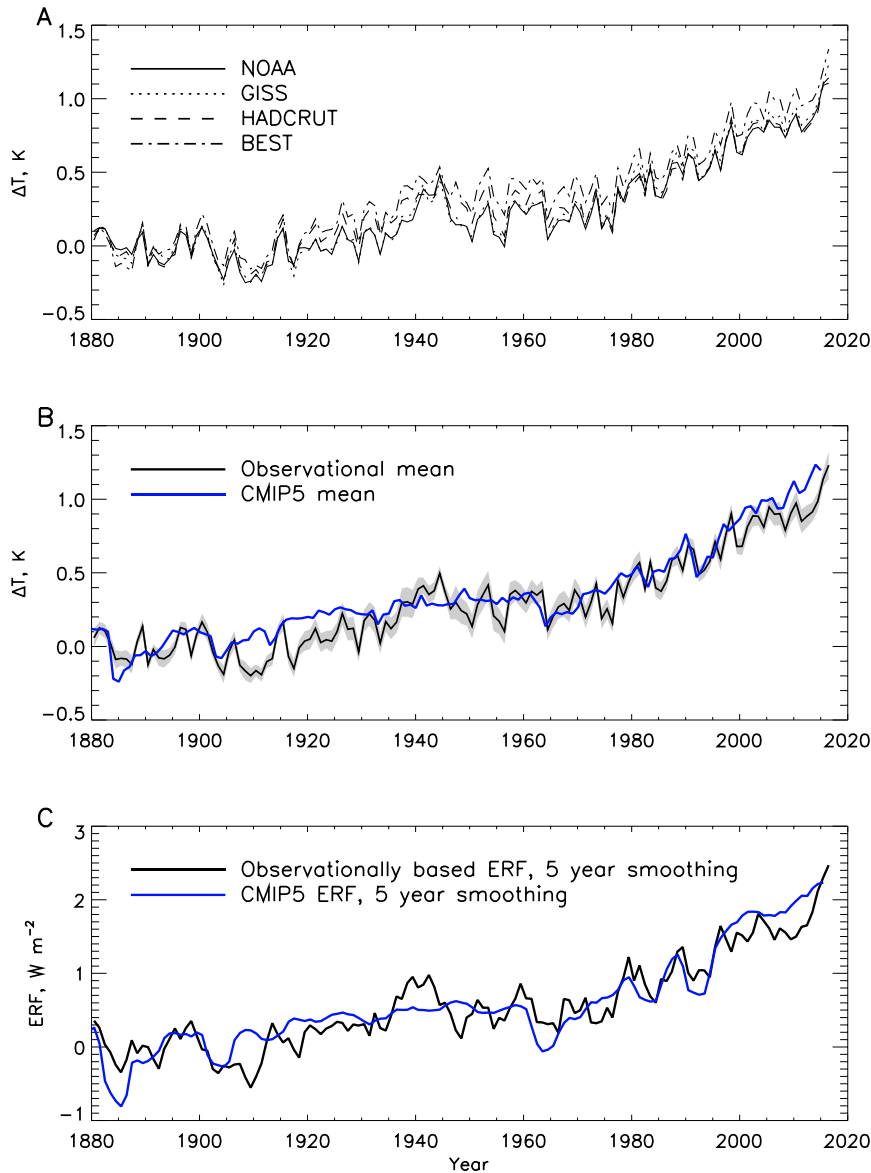 A
1.5
1.0
0.5
0.0
−0.5
ΔT, K
NOAA
GISS
HADCRUT
BEST
1880 1900 1920 1940 1960 1980 2000 2020
B
1.5
1.0
0.5
0.0
−0.5
ΔT, K
Observational mean
CMIP5 mean
1880 1900 1920 1940 1960 1980 2000 2020
C
3
2
1
0
−1
ERF, W m⁻²
Observationally based ERF, 5 year smoothing
CMIP5 ERF, 5 year smoothing
1880 1900 1920 1940 1960 1980 2000 2020
Year